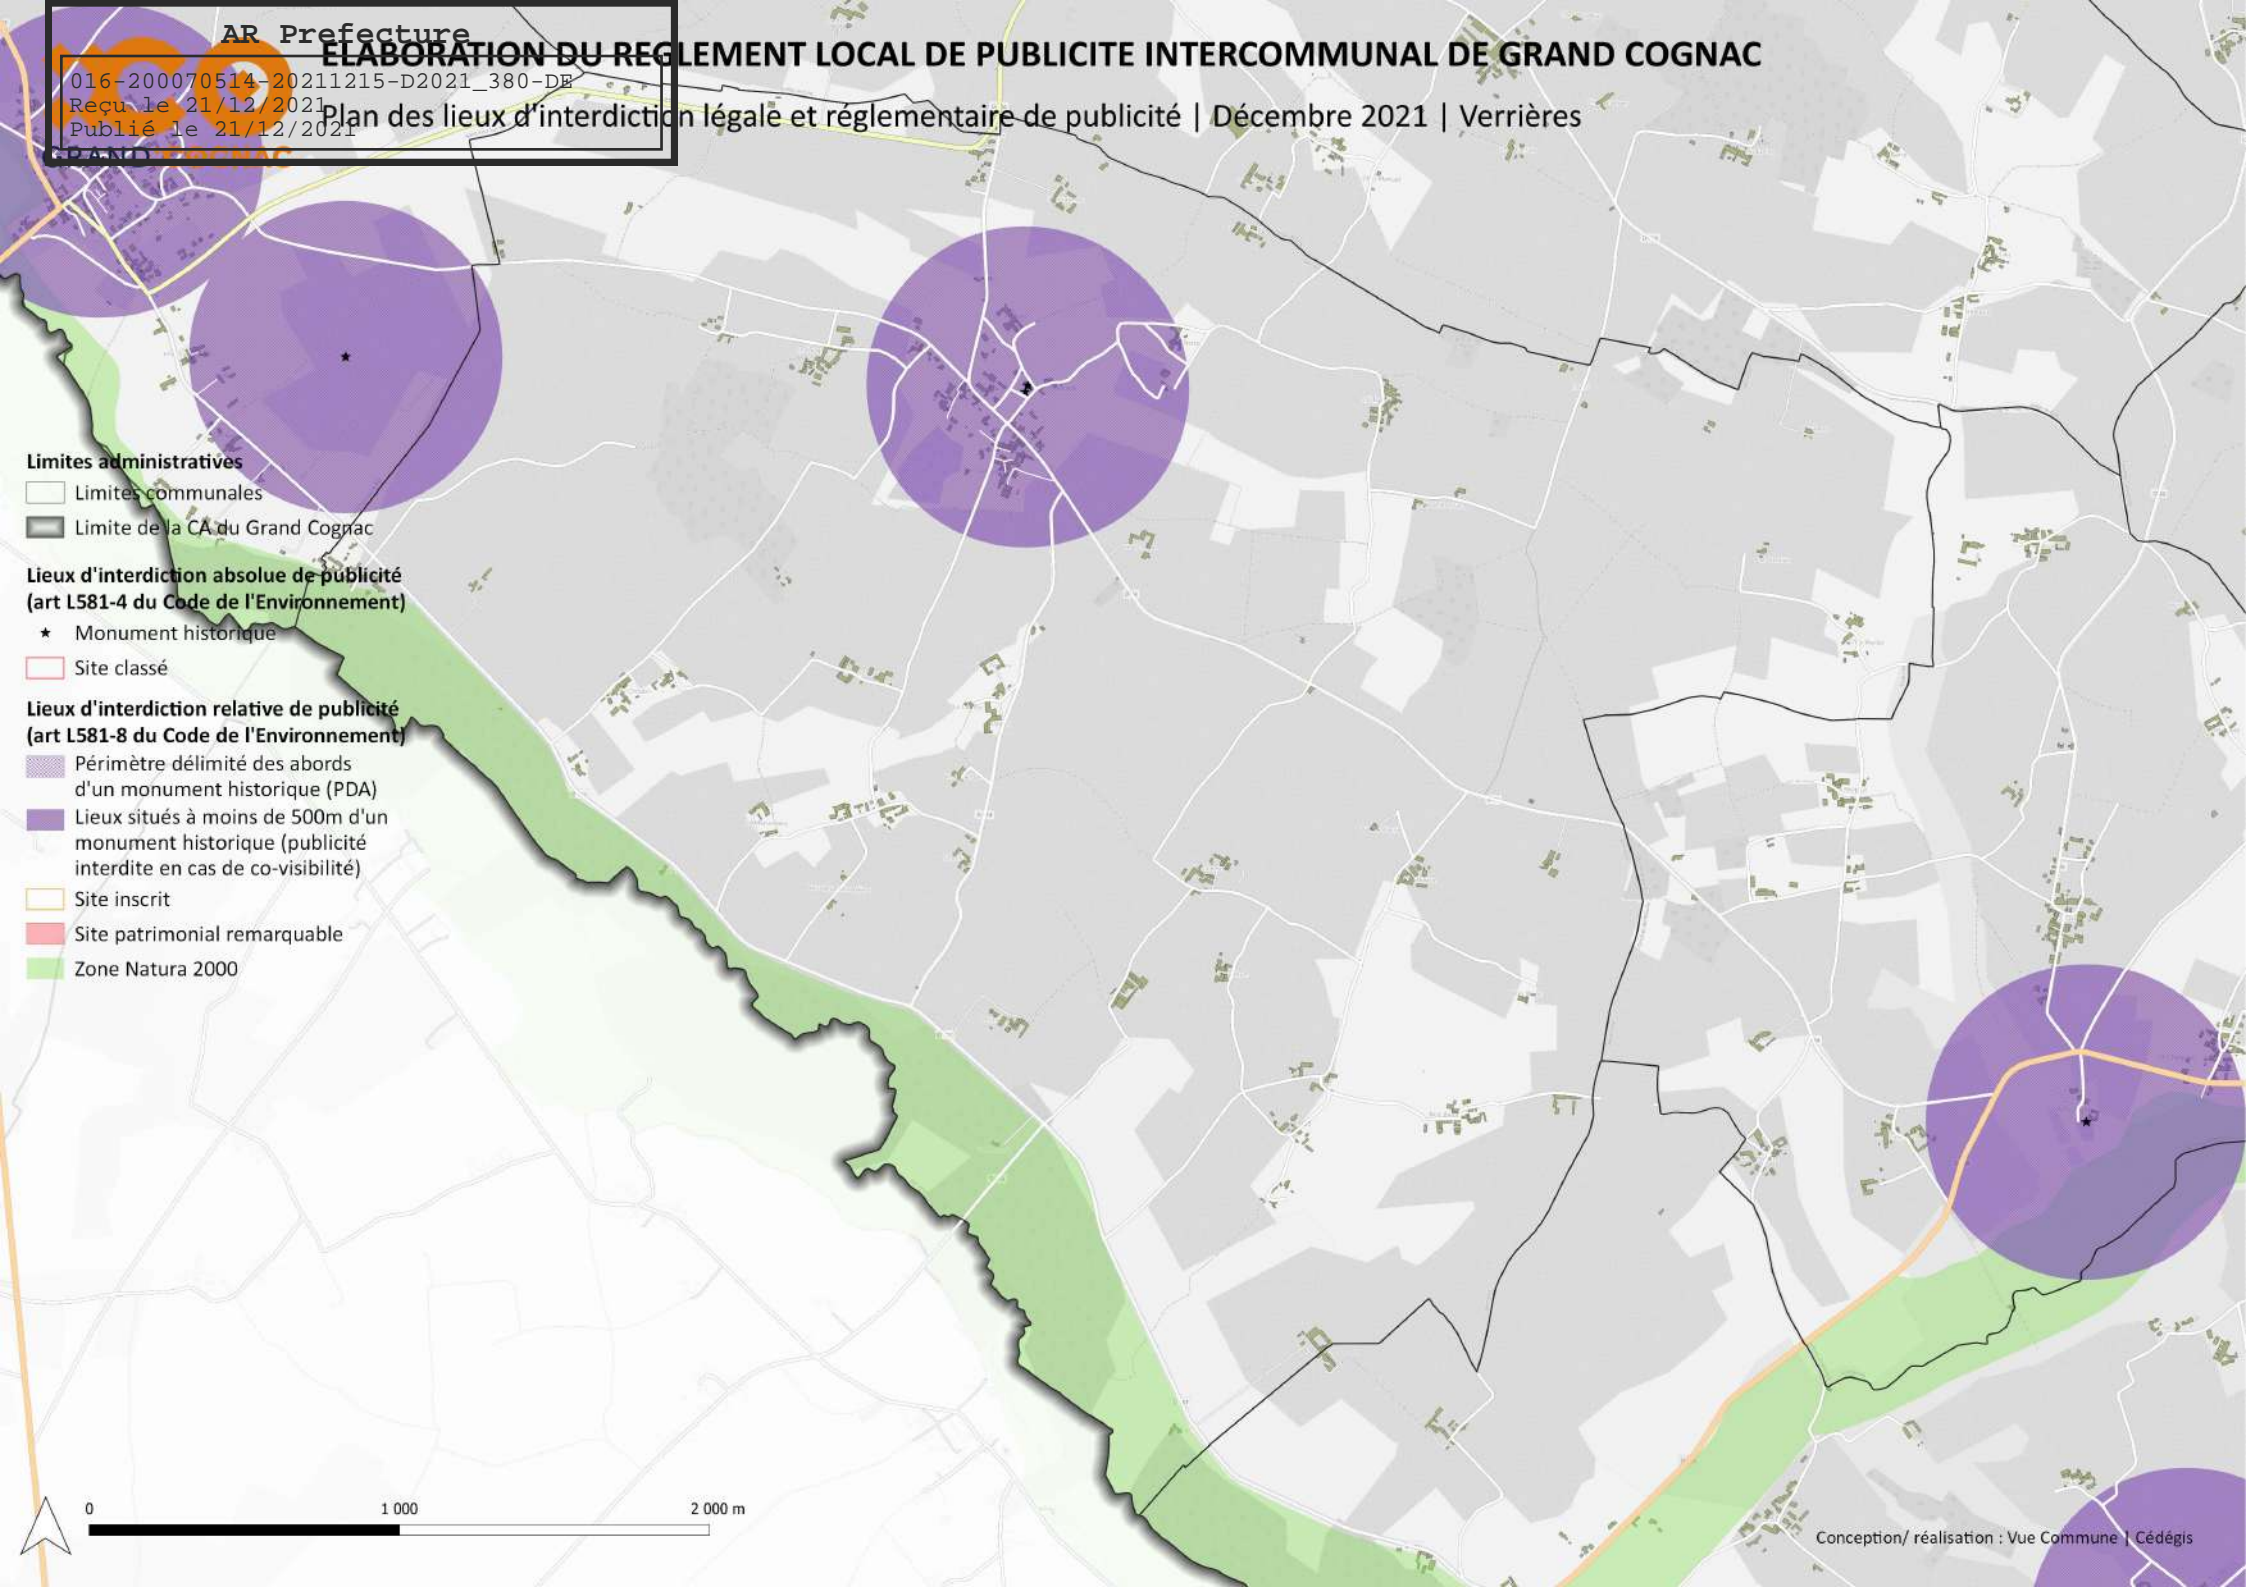 AR Prefecture
016-200070514-20211215-D2021_380-DE
Reçu le 21/12/2021
Publié le 21/12/2021
GRAND COGNAC
ELABORATION DU REGLEMENT LOCAL DE PUBLICITE INTERCOMMUNAL DE GRAND COGNAC
Plan des lieux d'interdiction légale et réglementaire de publicité | Décembre 2021 | Verrières
Limites administratives
Limites communales
Limite de la CA du Grand Cognac
Lieux d'interdiction absolue de publicité
(art L581-4 du Code de l'Environnement)
Monument historique
Site classé
Lieux d'interdiction relative de publicité
(art L581-8 du Code de l'Environnement)
Périmètre délimité des abords
d'un monument historique (PDA)
Lieux situés à moins de 500m d'un
monument historique (publicité
interdite en cas de co-visibilité)
Site inscrit
Site patrimonial remarquable
Zone Natura 2000
0 1 000 2 000 m
Conception/ réalisation : Vue Commune | Cédégis